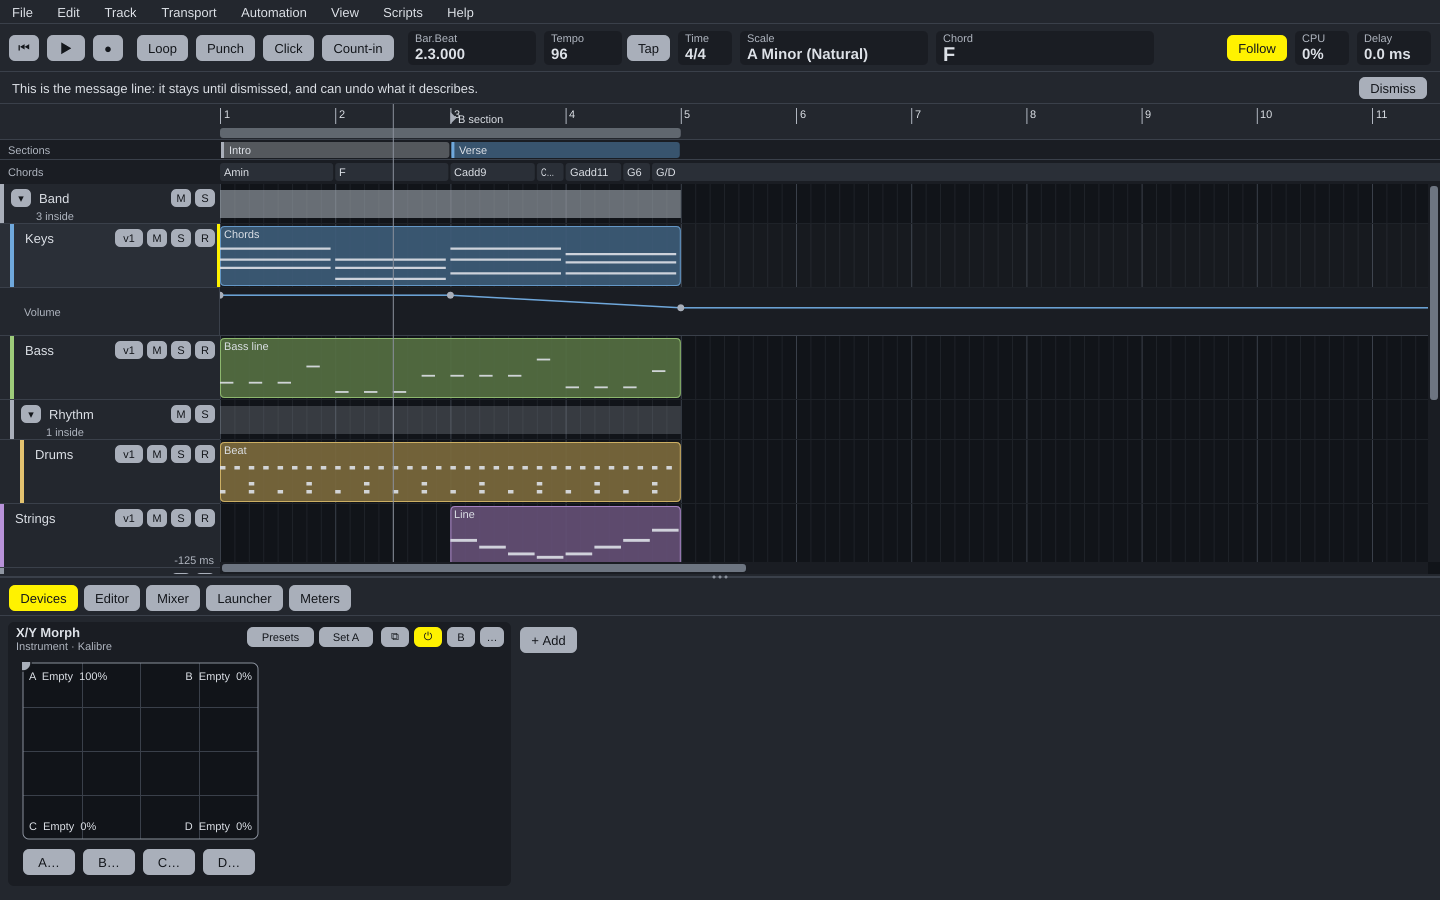 File Edit Track Transport Automation View Scripts Help
Loop Punch Click Count-in
Bar.Beat
2.3.000
Tempo
96
Tap
Time
4/4
Scale
A Minor (Natural)
Chord
F
Follow
CPU
0%
Delay
0.0 ms
This is the message line: it stays until dismissed, and can undo what it describes.
Dismiss
1 2 3 4 5 6 7 8 9 10 11
B section
Sections Intro Verse
Chords Amin F Cadd9 C... Gadd11 G6 G/D
Band M S
3 inside
Keys v1 M S R
Chords
Volume
Bass v1 M S R
Bass line
Rhythm M S
1 inside
Drums v1 M S R
Beat
Strings v1 M S R
Line
-125 ms
Devices Editor Mixer Launcher Meters
X/Y Morph
Instrument · Kalibre
Presets Set A B ...
+ Add
A Empty 100% B Empty 0%
C Empty 0% D Empty 0%
A... B... C... D...